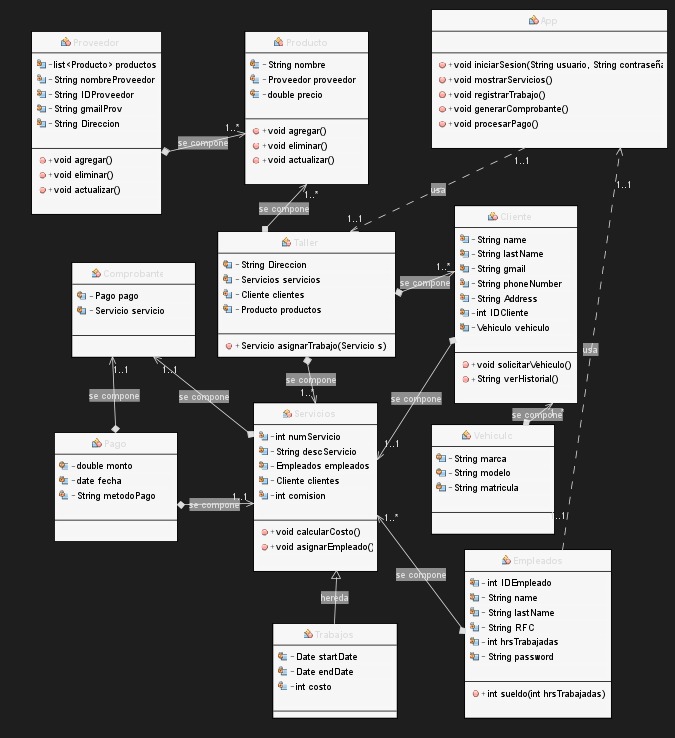 Proveedor
-list<Producto> productos
-String nombreProveedor
-String IDProveedor
-String gmailProv
-String Direccion
+void agregar()
+void eliminar()
+void actualizar()
se compone
1..*
Producto
-String nombre
-Proveedor proveedor
-double precio
+void agregar()
+void eliminar()
+void actualizar()
App
+void iniciarSesion(String usuario, String contraseña
+void mostrarServicios()
+void registrarTrabajo()
+void generarComprobante()
+void procesarPago()
1..1
usa
1..1
1..1
1..*
se compone
Taller
-String Direccion
-Servicios servicios
-Cliente clientes
-Producto productos
+Servicio asignarTrabajo(Servicio s)
se compone
1..*
Cliente
-String name
-String lastName
-String gmail
-String phoneNumber
-String Address
-int IDCliente
-Vehiculo vehiculo
+void solicitarVehiculo()
+String verHistorial()
Comprobante
-Pago pago
-Servicio servicio
1..1
1..1
se compone
se compone
se compone
1..*
se compone
1..1
usa
se compone
Pago
-double monto
-date fecha
-String metodoPago
se compone
1..1
Servicios
-int numServicio
-String descServicio
-Empleados empleados
-Cliente clientes
-int comision
+void calcularCosto()
+void asignarEmpleado()
Vehiculo
-String marca
-String modelo
-String matricula
1..1
1..*
se compone
hereda
Empleados
-int IDEmpleado
-String name
-String lastName
-String RFC
-int hrsTrabajadas
-String password
+int sueldo(int hrsTrabajadas)
Trabajos
-Date startDate
-Date endDate
-int costo